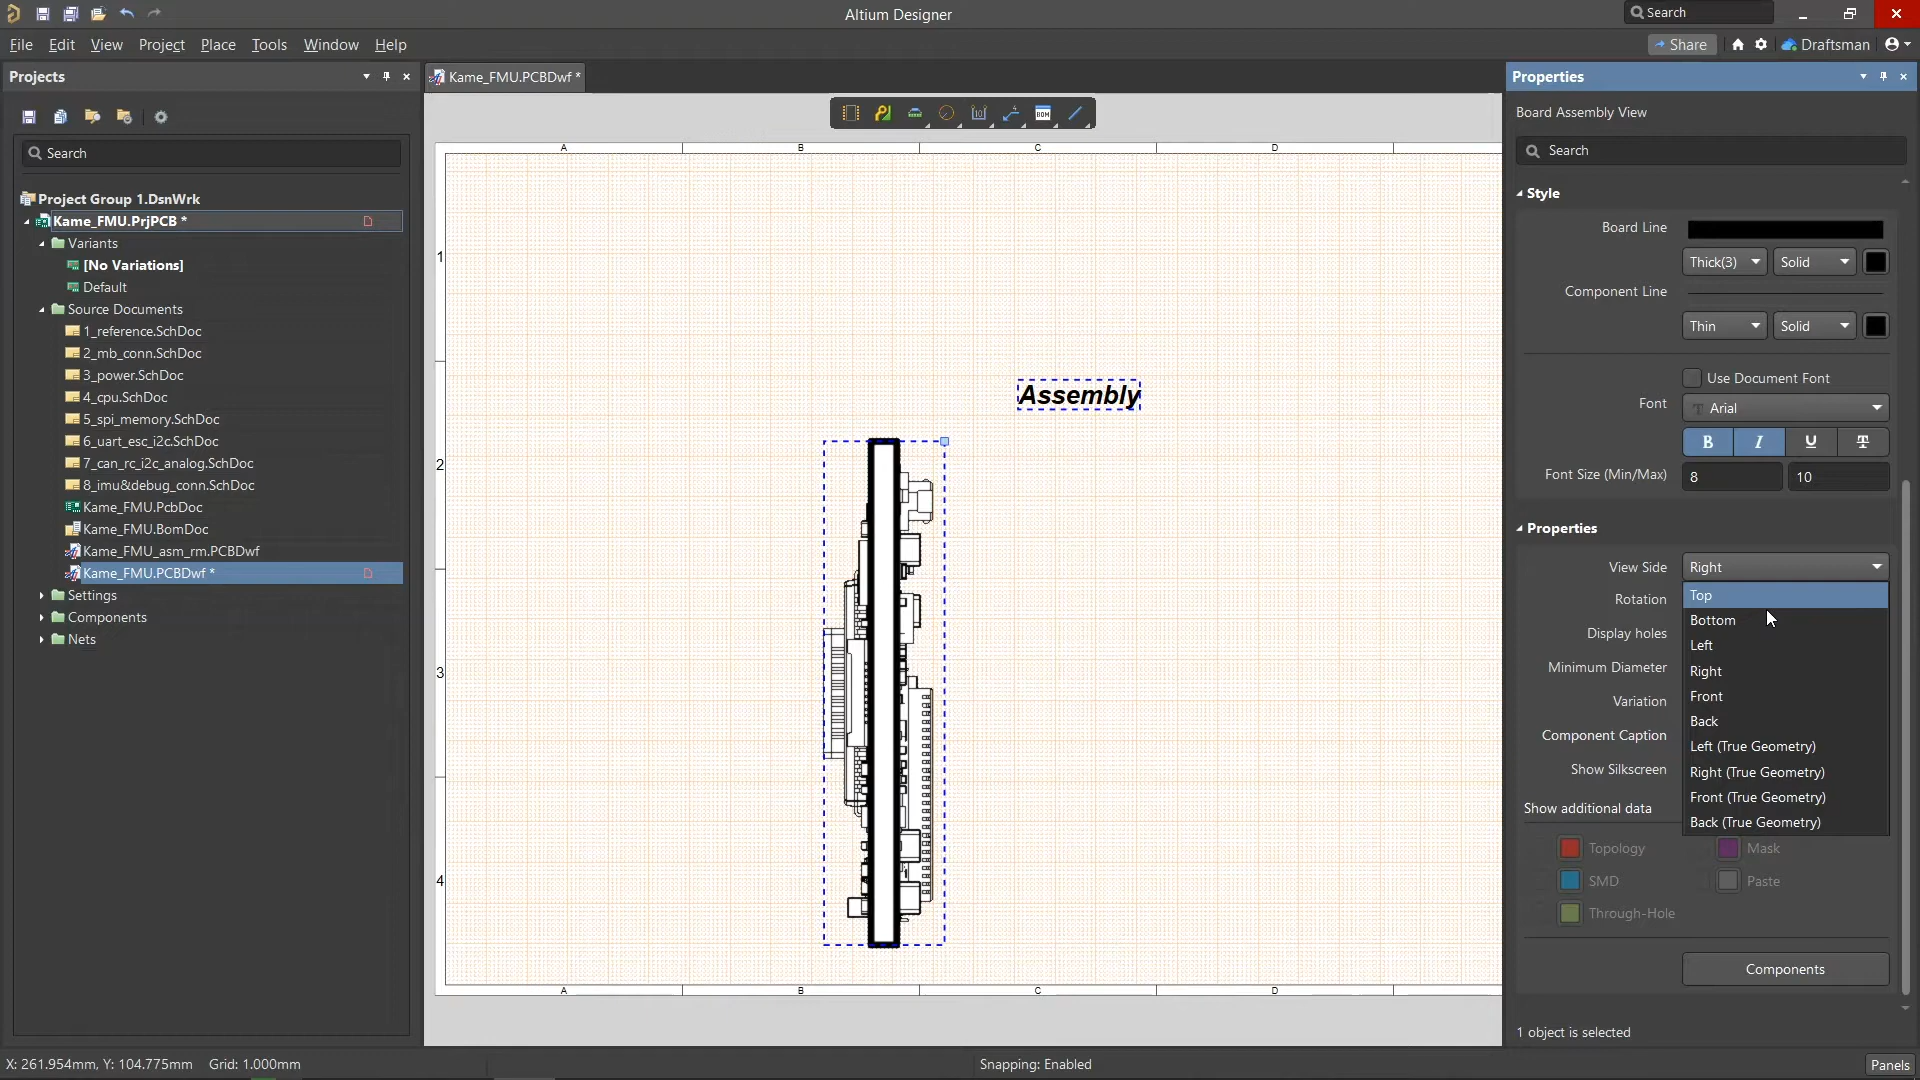 Altium Designer
Search
File Edit View Project Place Tools Window Help
Share
Draftsman
Projects
Kame_FMU.PCBDwf *
Properties
Board Assembly View
Search
Search
Project Group 1.DsnWrk
Kame_FMU.PrjPCB *
Variants
[No Variations]
Default
Source Documents
1_reference.SchDoc
2_mb_conn.SchDoc
3_power.SchDoc
4_cpu.SchDoc
5_spi_memory.SchDoc
6_uart_esc_i2c.SchDoc
7_can_rc_i2c_analog.SchDoc
8_imu&debug_conn.SchDoc
Kame_FMU.PcbDoc
Kame_FMU.BomDoc
Kame_FMU_asm_rm.PCBDwf
Kame_FMU.PCBDwf *
Settings
Components
Nets
10
BOM
A B C D
1
2
3
4
Assembly
A B C D
Style
Board Line
Thick(3) Solid
Component Line
Thin Solid
Use Document Font
Font T Arial
B I U T
Font Size (Min/Max) 8 10
Properties
View Side Right
Rotation
Display holes
Minimum Diameter
Variation
Component Caption
Show Silkscreen
Top
Bottom
Left
Right
Front
Back
Left (True Geometry)
Right (True Geometry)
Front (True Geometry)
Back (True Geometry)
Show additional data
Topology Mask
SMD Paste
Through-Hole
Components
1 object is selected
X: 261.954mm, Y: 104.775mm Grid: 1.000mm
Snapping: Enabled
Panels